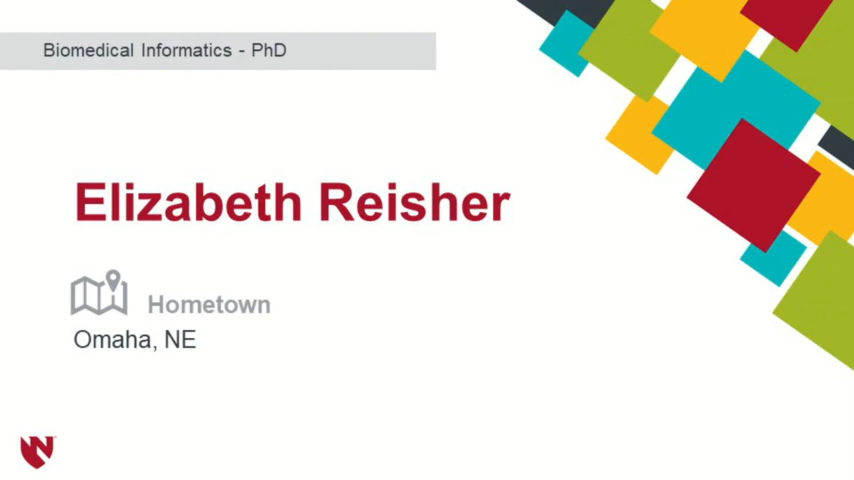 Biomedical Informatics - PhD
Elizabeth Reisher
Hometown
Omaha, NE